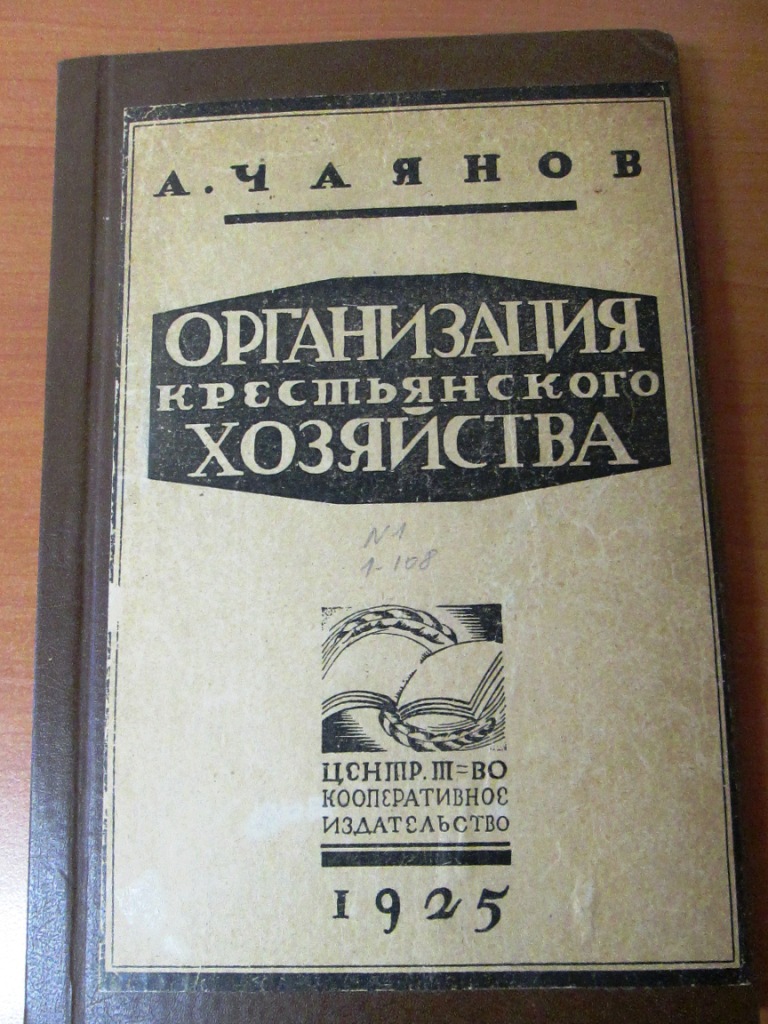 А. ЧАЯНОВ
ОРГАНИЗАЦИЯ
КРЕСТЬЯНСКОГО
ХОЗЯЙСТВА
N1
1-108
ЦЕНТР. Т=ВО
КООПЕРАТИВНОЕ
ИЗДАТЕЛЬСТВО
1925